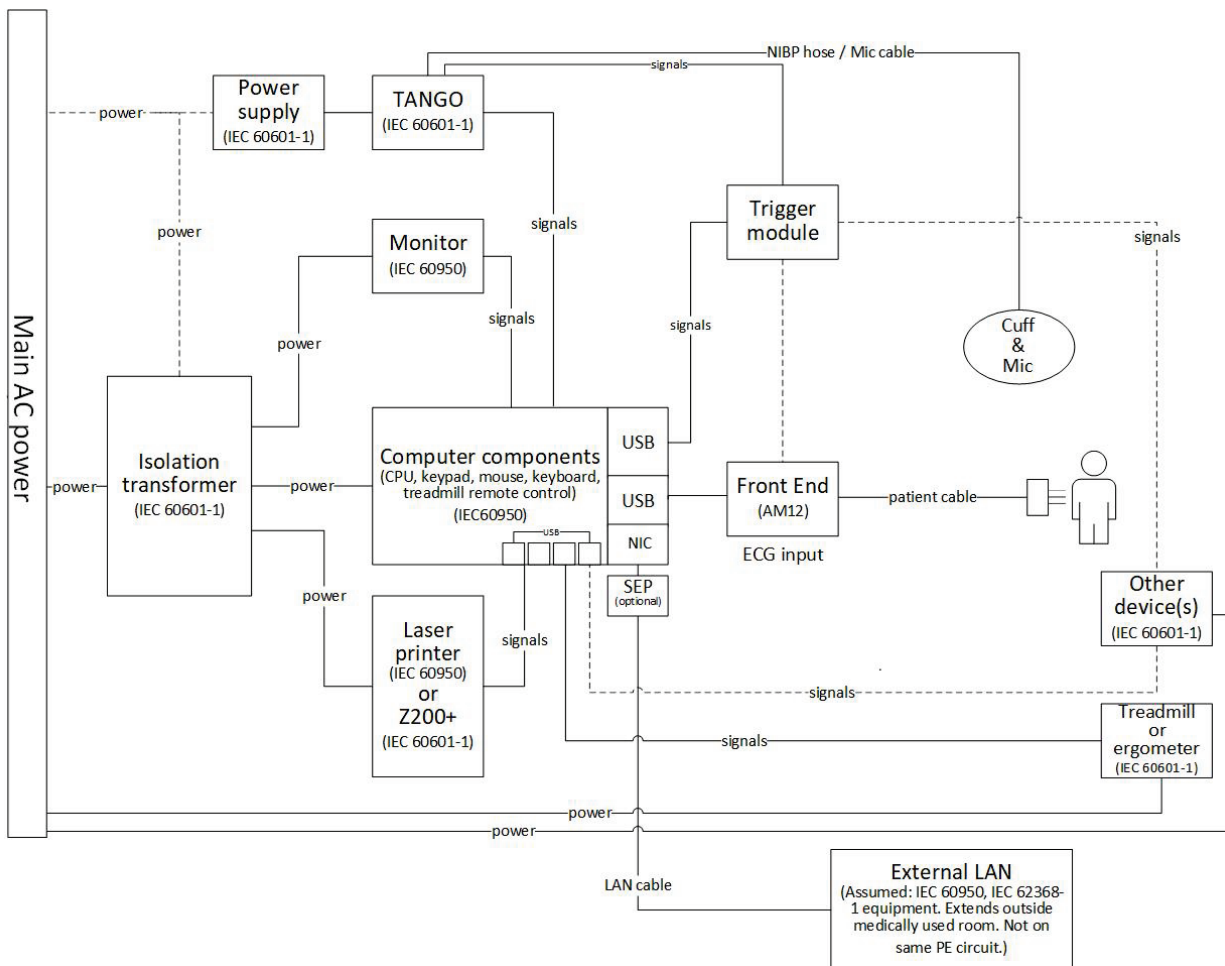 NIBP hose / Mic cable
signals
Power
supply
(IEC 60601-1)
TANGO
(IEC 60601-1)
power
signals
Trigger
module
signals
power
Monitor
(IEC 60950)
signals
signals
power
Cuff
&
Mic
Main AC power
Isolation
transformer
(IEC 60601-1)
power
power
Computer components
(CPU, keypad, mouse, keyboard,
treadmill remote control)
(IEC60950)
USB
USB
USB
NIC
Front End
(AM12)
ECG input
patient cable
SEP
(optional)
Other
device(s)
(IEC 60601-1)
power
signals
Laser
printer
(IEC 60950)
or
Z200+
(IEC 60601-1)
signals
signals
Treadmill
or
ergometer
(IEC 60601-1)
power
power
LAN cable
External LAN
(Assumed: IEC 60950, IEC 62368-
1 equipment. Extends outside
medically used room. Not on
same PE circuit.)